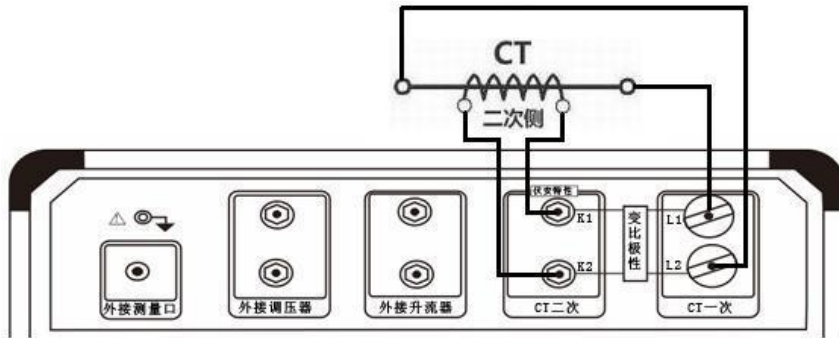 CT
二次侧
伏安特性
K1
L1
变比极性
K2
L2
外接测量口
外接调压器
外接升流器
CT二次
CT一次